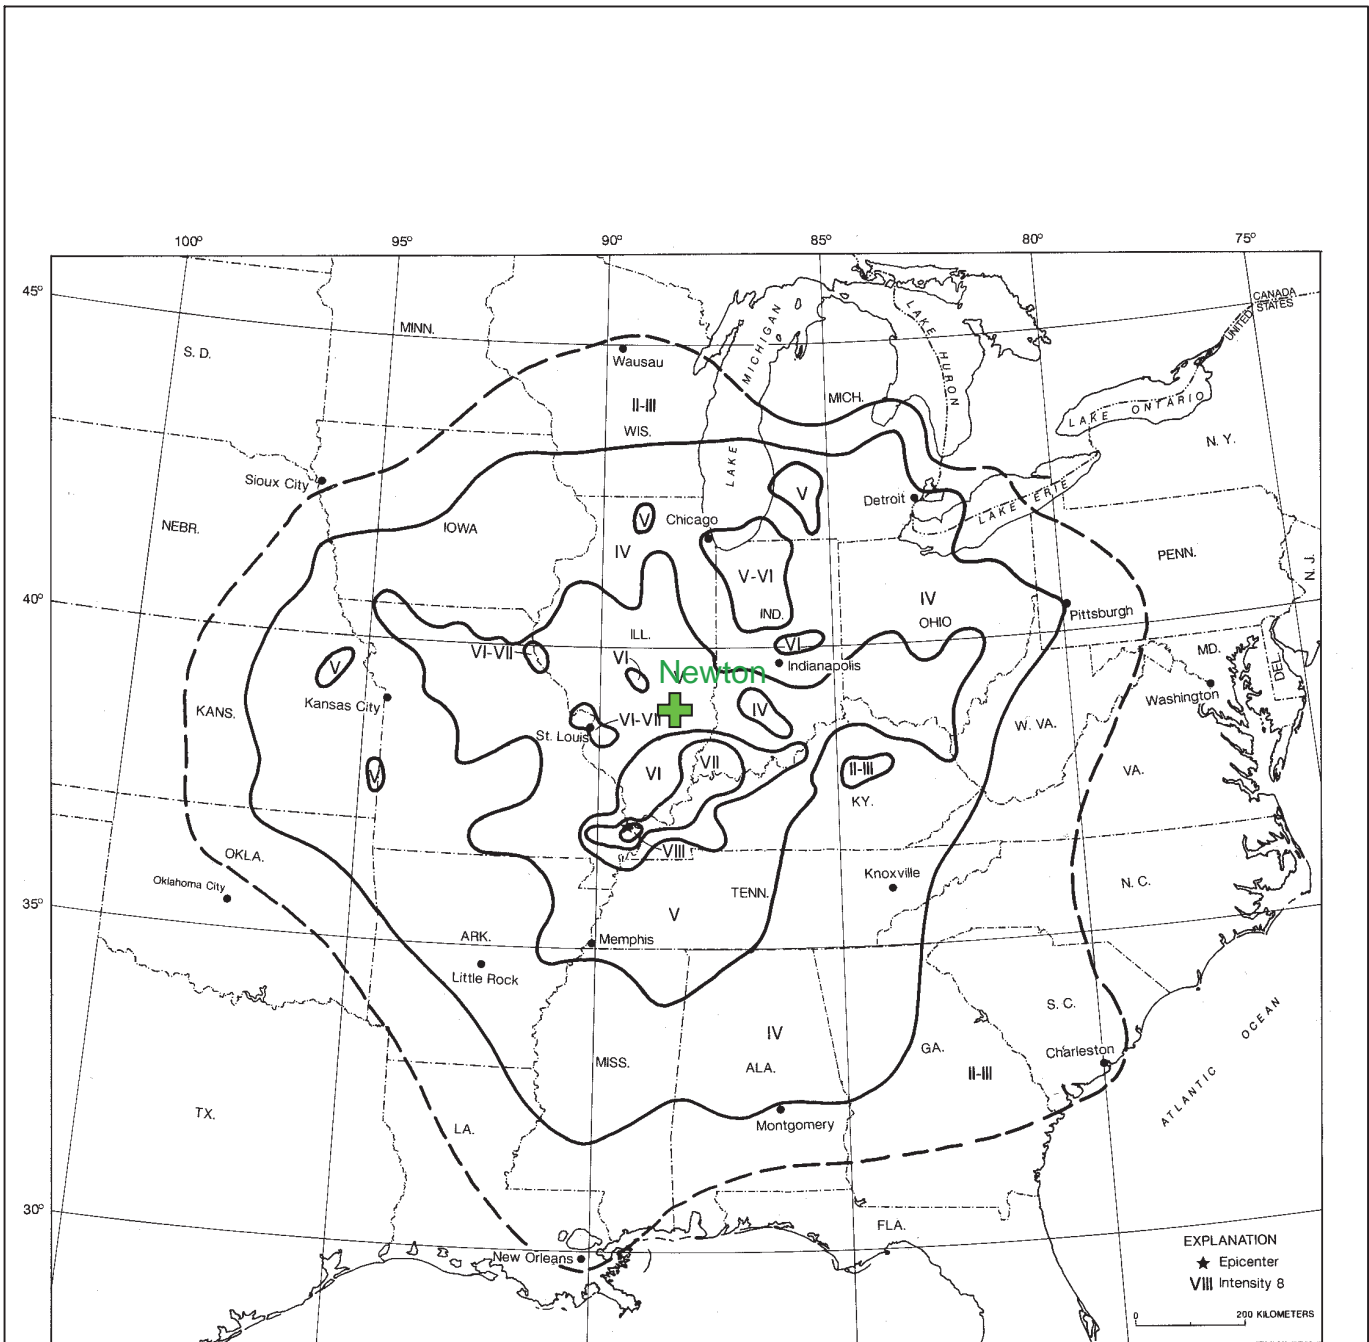 100° 95° 90° 85° 80° 75°
45°
CANADA
UNITED STATES
MINN.
S. D.
Wausau
LAKE MICHIGAN
LAKE HURON
MICH.
II-III
WIS.
LAKE ONTARIO
N. Y.
Sioux City
V
Detroit
LAKE ERIE
NEBR.
IOWA
V
Chicago
IV
PENN.
N. J.
V-VI
40°
IV
IND.
OHIO
Pittsburgh
ILL.
VI-VII
VI
VI
Indianapolis
MD.
DEL.
V
Newton
V
Kansas City
Washington
KANS.
IV
VI-VII
St. Louis
W. VA.
V
VI
VII
II-III
VA.
KY.
OKLA.
VIII
Oklahoma City
Knoxville
TENN.
N. C.
35°
V
ARK.
Memphis
Little Rock
S. C.
IV
OCEAN
MISS.
ALA.
GA.
Charleston
II-III
ATLANTIC
TX.
LA.
Montgomery
30°
FLA.
New Orleans
EXPLANATION
Epicenter
VIII Intensity 8
0 200 KILOMETERS